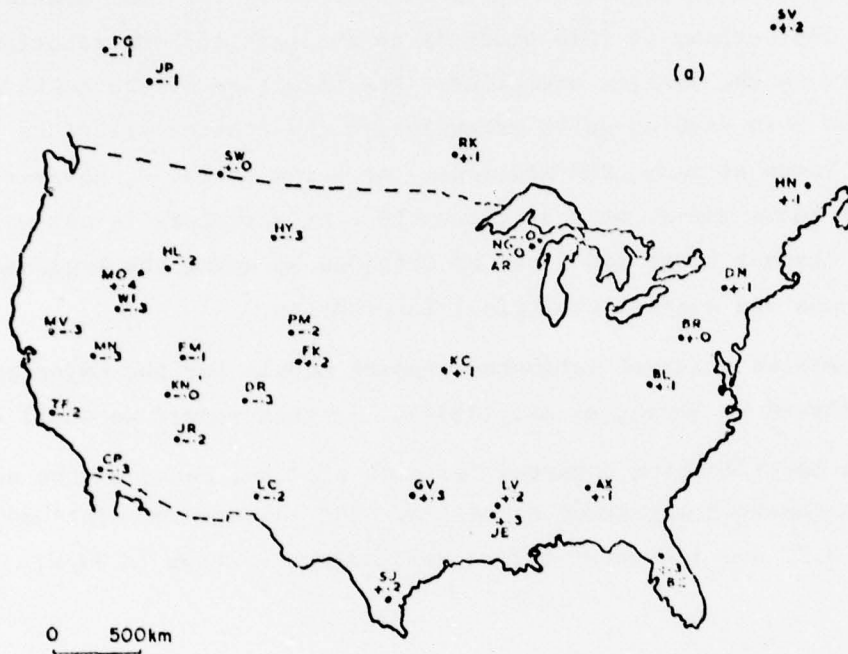 SV
+·2
PG
−·1
JP
−·1
(a)
RK
+·1
SW
+·0
HN
+·1
HY
−·3
HL
−·2
NG
·0
·0
AR
MO
−·4
DN
+·1
WI
−·3
MV
−·3
PM
−·2
BR
+·0
MN
−·3
EM
−·1
FK
−·2
KC
+·1
BL
−·1
KN
−·0
DR
−·3
TF
−·2
JR
−·2
CP
−·3
LC
−·2
GV
+·3
LV
+·2
AX
+·1
+·3
JE
+·3
SJ
+·2
0 500km